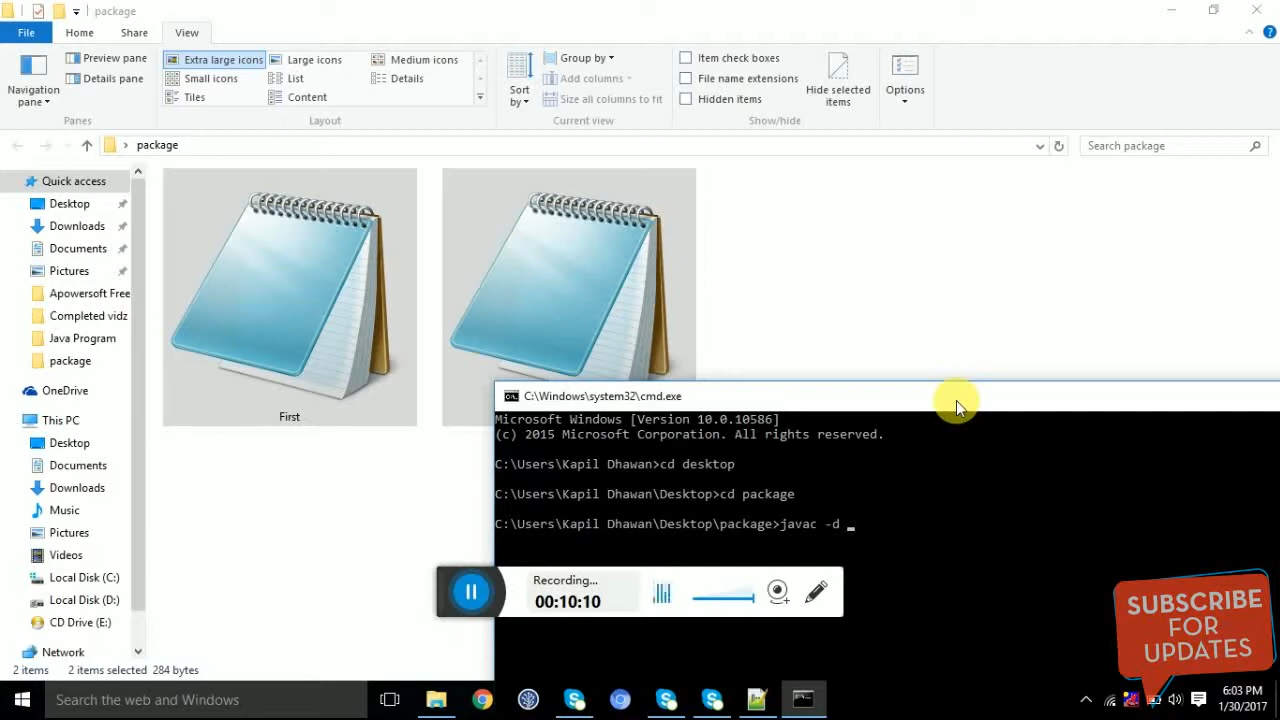 package
File
Home
Share
View
Navigation
pane
Preview pane
Details pane
Panes
Extra large icons
Large icons
Medium icons
Small icons
List
Details
Tiles
Content
Layout
Sort
by
Group by
Add columns
Size all columns to fit
Current view
Item check boxes
File name extensions
Hidden items
Hide selected
items
Show/hide
Options
package
Search package
Quick access
Desktop
Downloads
Documents
Pictures
Apowersoft Free
Completed vidz
Java Program
package
OneDrive
This PC
Desktop
Documents
Downloads
Music
Pictures
Videos
Local Disk (C:)
Local Disk (D:)
CD Drive (E:)
Network
First
2 items
2 items selected 284 bytes
C:\Windows\system32\cmd.exe
Microsoft Windows [Version 10.0.10586]
(c) 2015 Microsoft Corporation. All rights reserved.
C:\Users\Kapil Dhawan>cd desktop
C:\Users\Kapil Dhawan\Desktop>cd package
C:\Users\Kapil Dhawan\Desktop\package>javac -d _
Recording...
00:10:10
SUBSCRIBE
FOR
UPDATES
Search the web and Windows
6:03 PM
1/30/2017